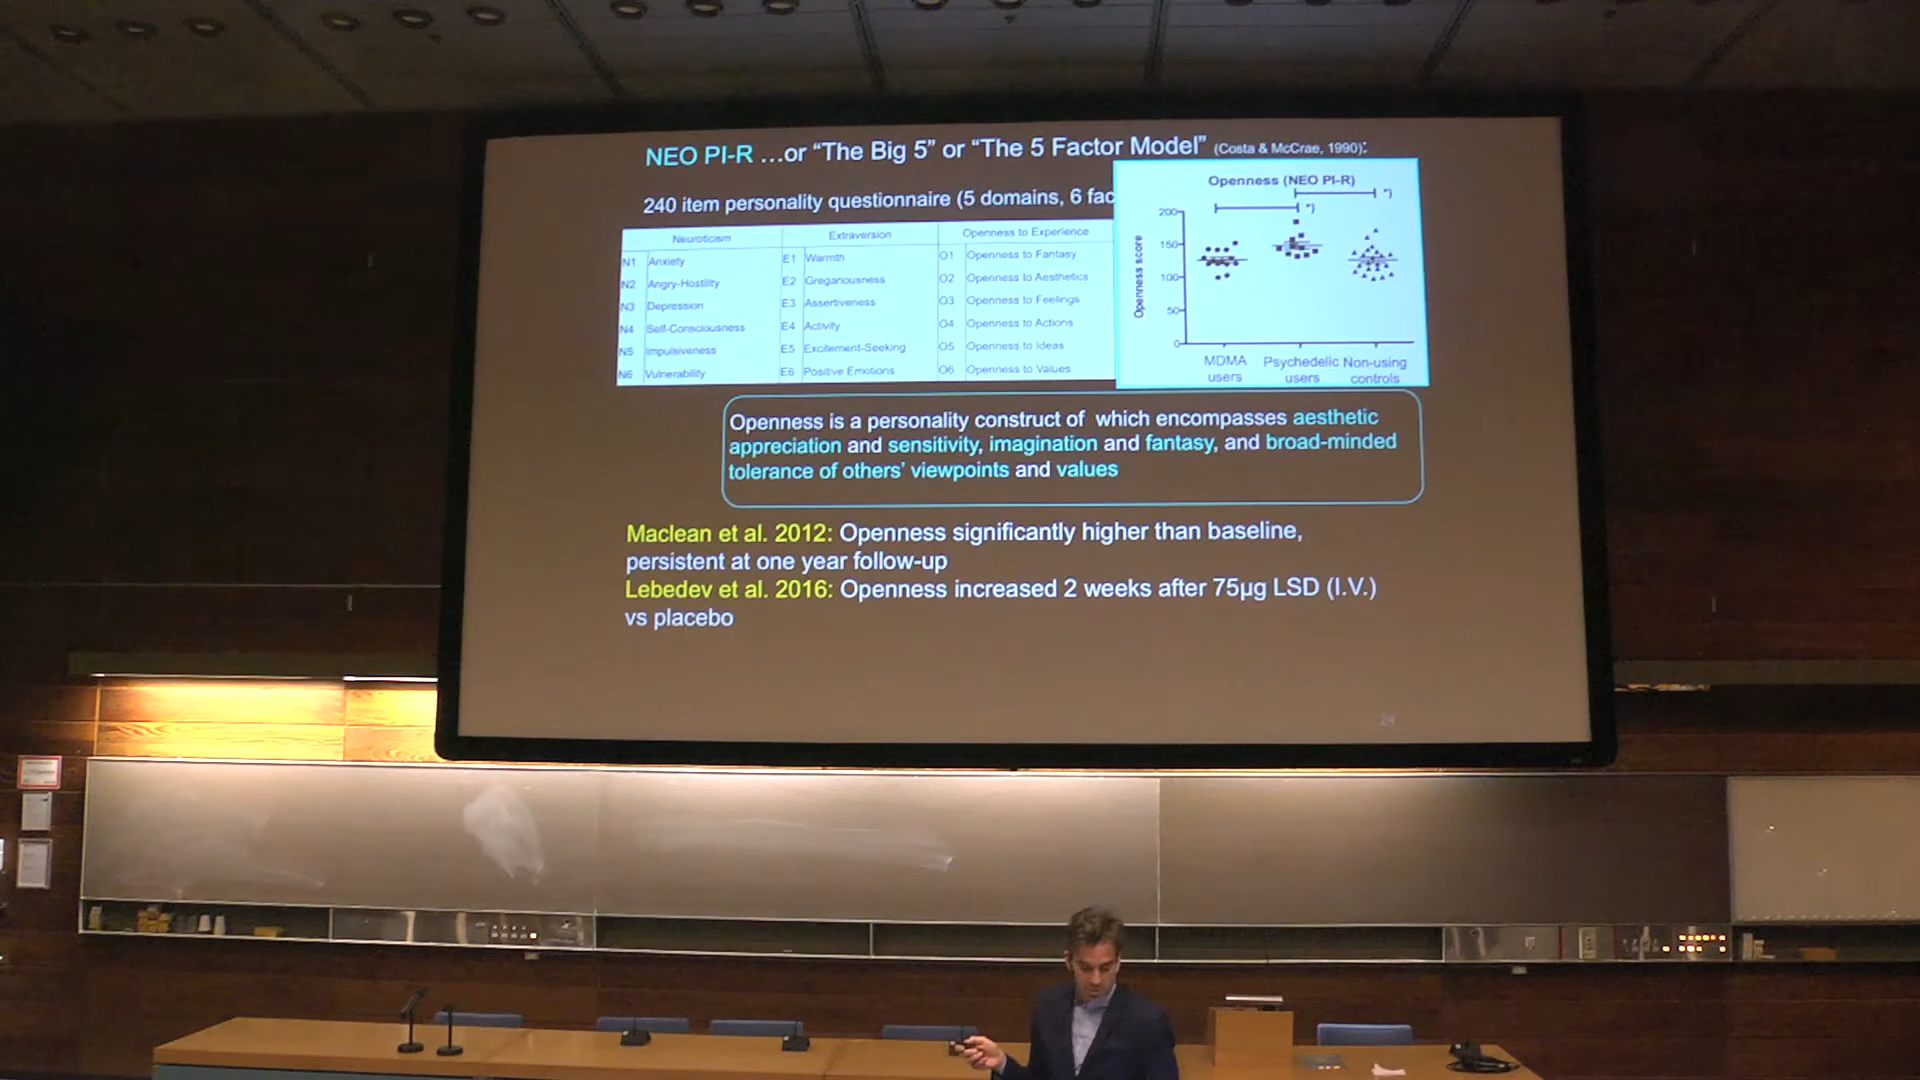 NEO PI-R …or “The Big 5” or “The 5 Factor Model” (Costa & McCrae, 1990):
240 item personality questionnaire (5 domains, 6 fac
Neuroticism Extraversion Openness to Experience
N1 Anxiety E1 Warmth O1 Openness to Fantasy
N2 Angry-Hostility E2 Gregariousness O2 Openness to Aesthetics
N3 Depression E3 Assertiveness O3 Openness to Feelings
N4 Self-Consciousness E4 Activity O4 Openness to Actions
N5 Impulsiveness E5 Excitement-Seeking O5 Openness to Ideas
N6 Vulnerability E6 Positive Emotions O6 Openness to Values
Openness (NEO PI-R)
*)
*)
Openness score
200
150
100
50
0
MDMA users
Psychedelic users
Non-using controls
Openness is a personality construct of which encompasses aesthetic
appreciation and sensitivity, imagination and fantasy, and broad-minded
tolerance of others’ viewpoints and values
Maclean et al. 2012: Openness significantly higher than baseline,
persistent at one year follow-up
Lebedev et al. 2016: Openness increased 2 weeks after 75µg LSD (I.V.)
vs placebo
24